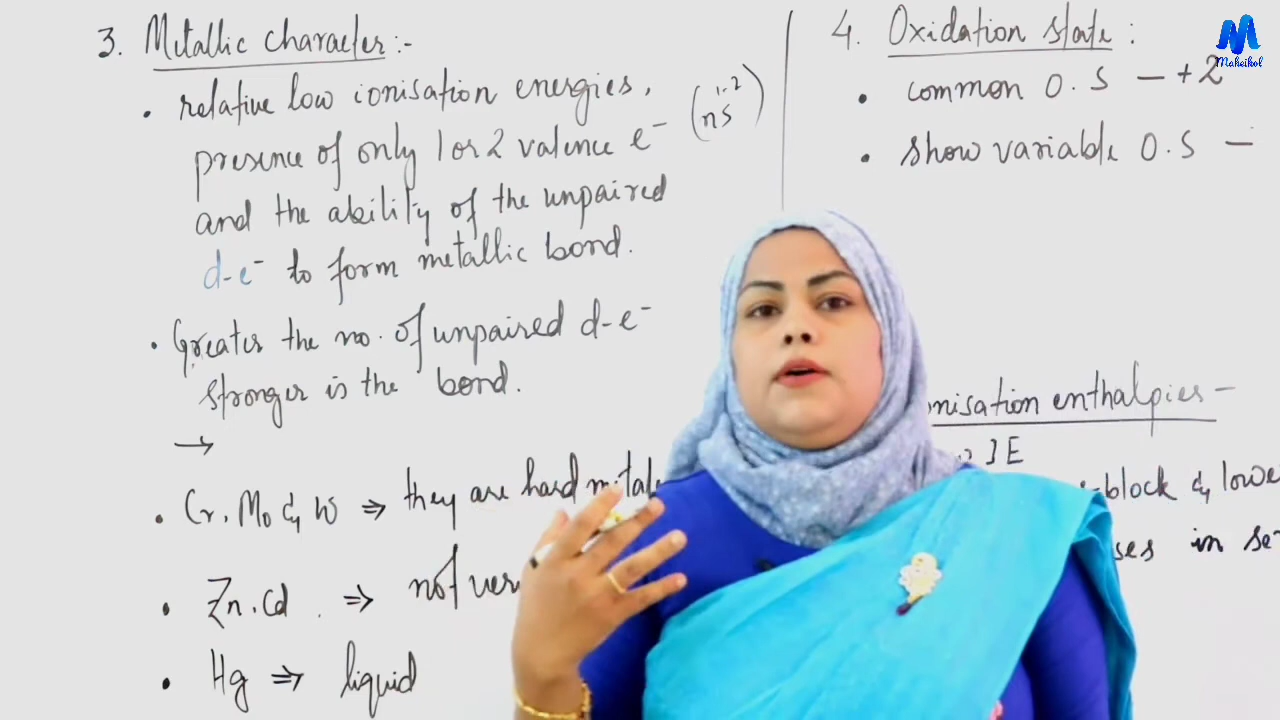 3. Metallic character:-
• relative low ionisation energies,
presence of only 1 or 2 valence e⁻ (ns¹·²)
and the ability of the unpaired
d-e⁻ to form metallic bond.
• Greater the no. of unpaired d-e⁻
stronger is the bond.
→
• Cr, Mo & W ⇒ they are hard metals
• Zn, Cd ⇒ not very
• Hg ⇒ liquid
4. Oxidation state :
• common O.S — +2
• show variable O.S —
onisation enthalpies —
IE
-block & lowe
ses in se
Maheikol